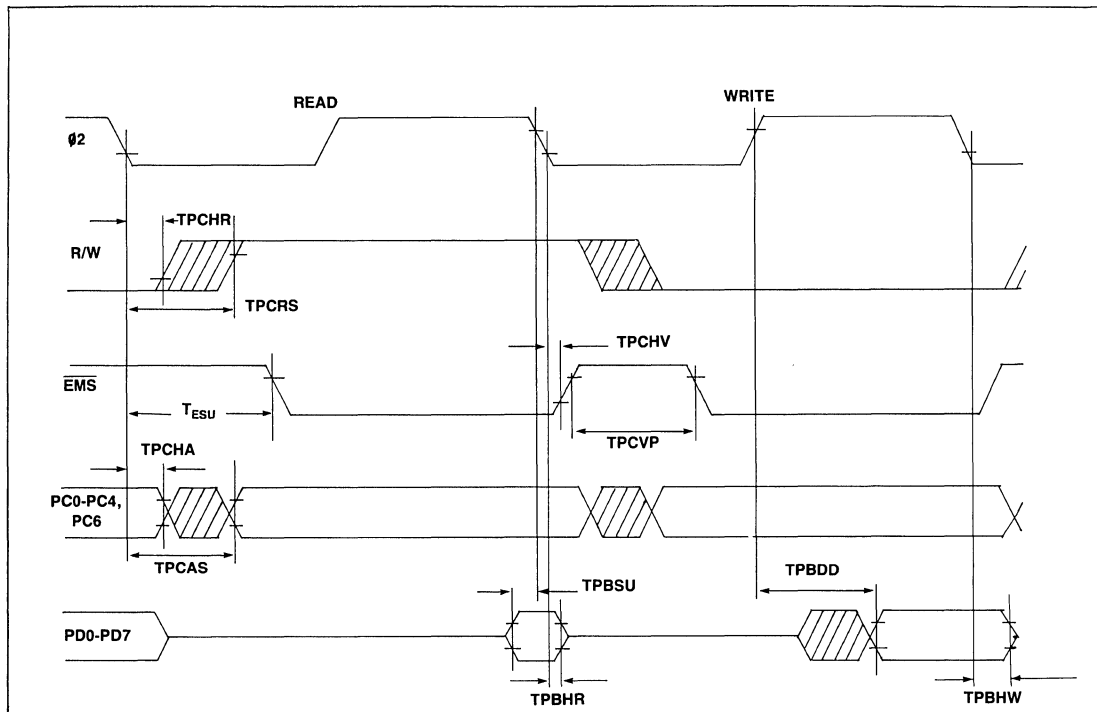 READ
WRITE
ø2
TPCHR
R/W
TPCRS
TPCHV
EMS
TESU
TPCVP
TPCHA
PC0-PC4,
PC6
TPCAS
TPBSU
TPBDD
PD0-PD7
TPBHR
TPBHW